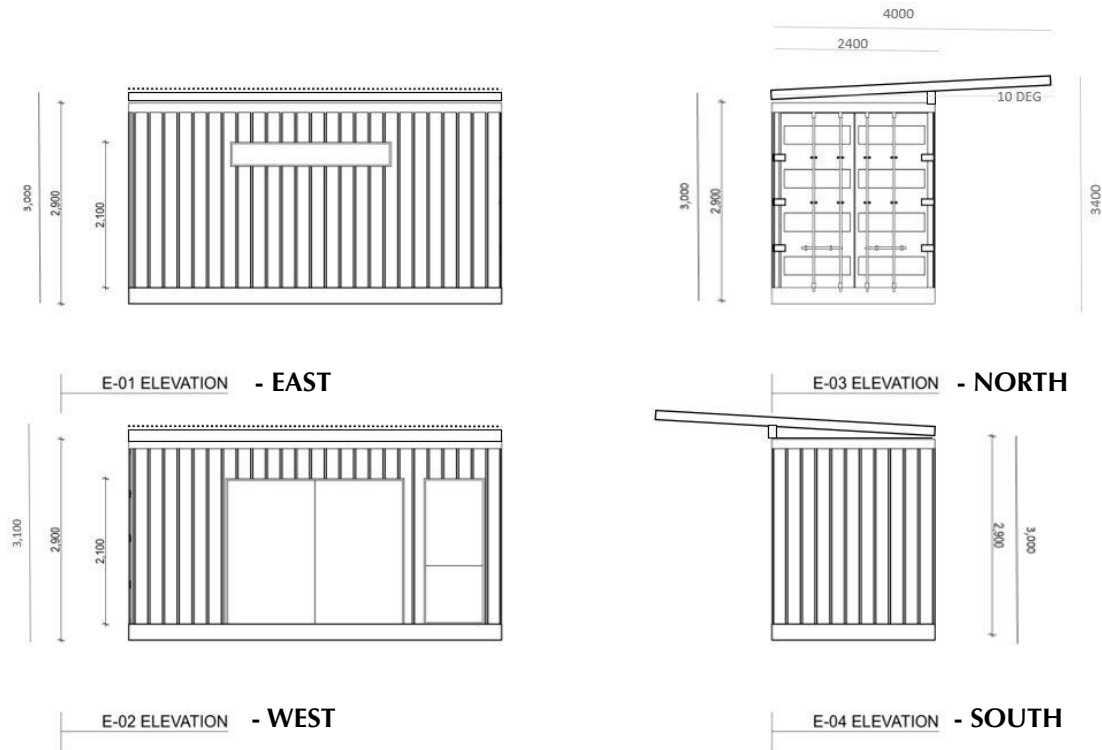 4000
2400
10 DEG
3,000
2,900
2,100
3,000
2,900
3400
E-01 ELEVATION - EAST
E-03 ELEVATION - NORTH
3,100
2,900
2,100
2,900
3,000
E-02 ELEVATION - WEST
E-04 ELEVATION - SOUTH